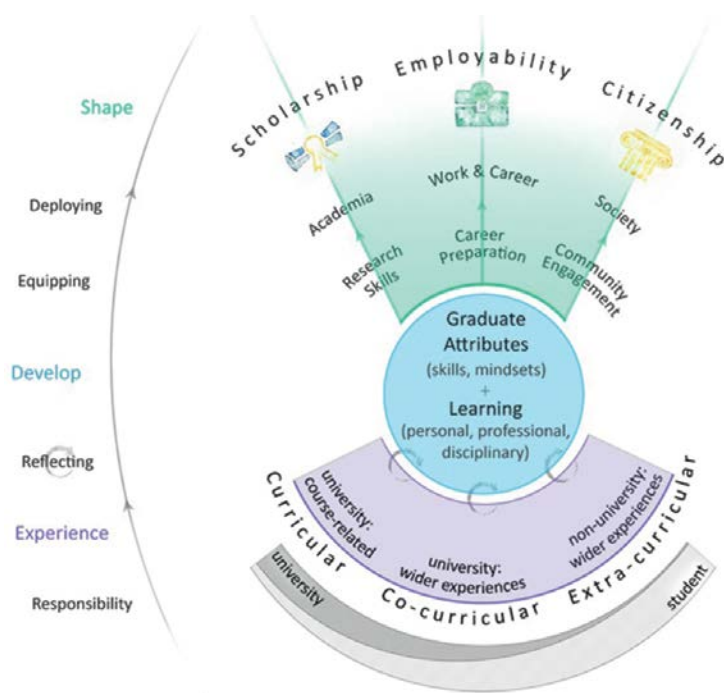 Shape
Deploying
Equipping
Develop
Reflecting
Experience
Responsibility
Scholarship
Employability
Citizenship
Academia
Work & Career
Society
Research
Skills
Career
Preparation
Community
Engagement
Graduate
Attributes
(skills, mindsets)
+
Learning
(personal, professional,
disciplinary)
Curricular
university:
course-related
Co-curricular
university:
wider experiences
Extra-curricular
non-university:
wider experiences
university
student